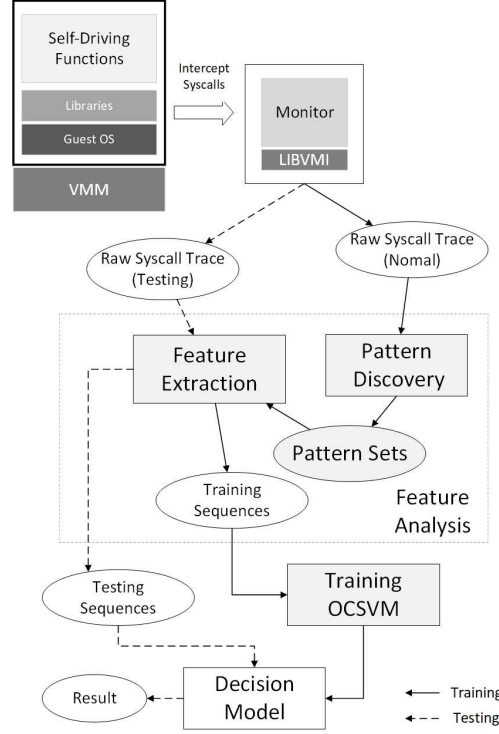 Self-Driving
Functions
Libraries
Guest OS
VMM
Intercept
Syscalls
Monitor
LIBVMI
Raw Syscall Trace
(Testing)
Raw Syscall Trace
(Nomal)
Feature
Extraction
Pattern
Discovery
Pattern Sets
Training
Sequences
Feature
Analysis
Testing
Sequences
Training
OCSVM
Result
Decision
Model
Training
Testing